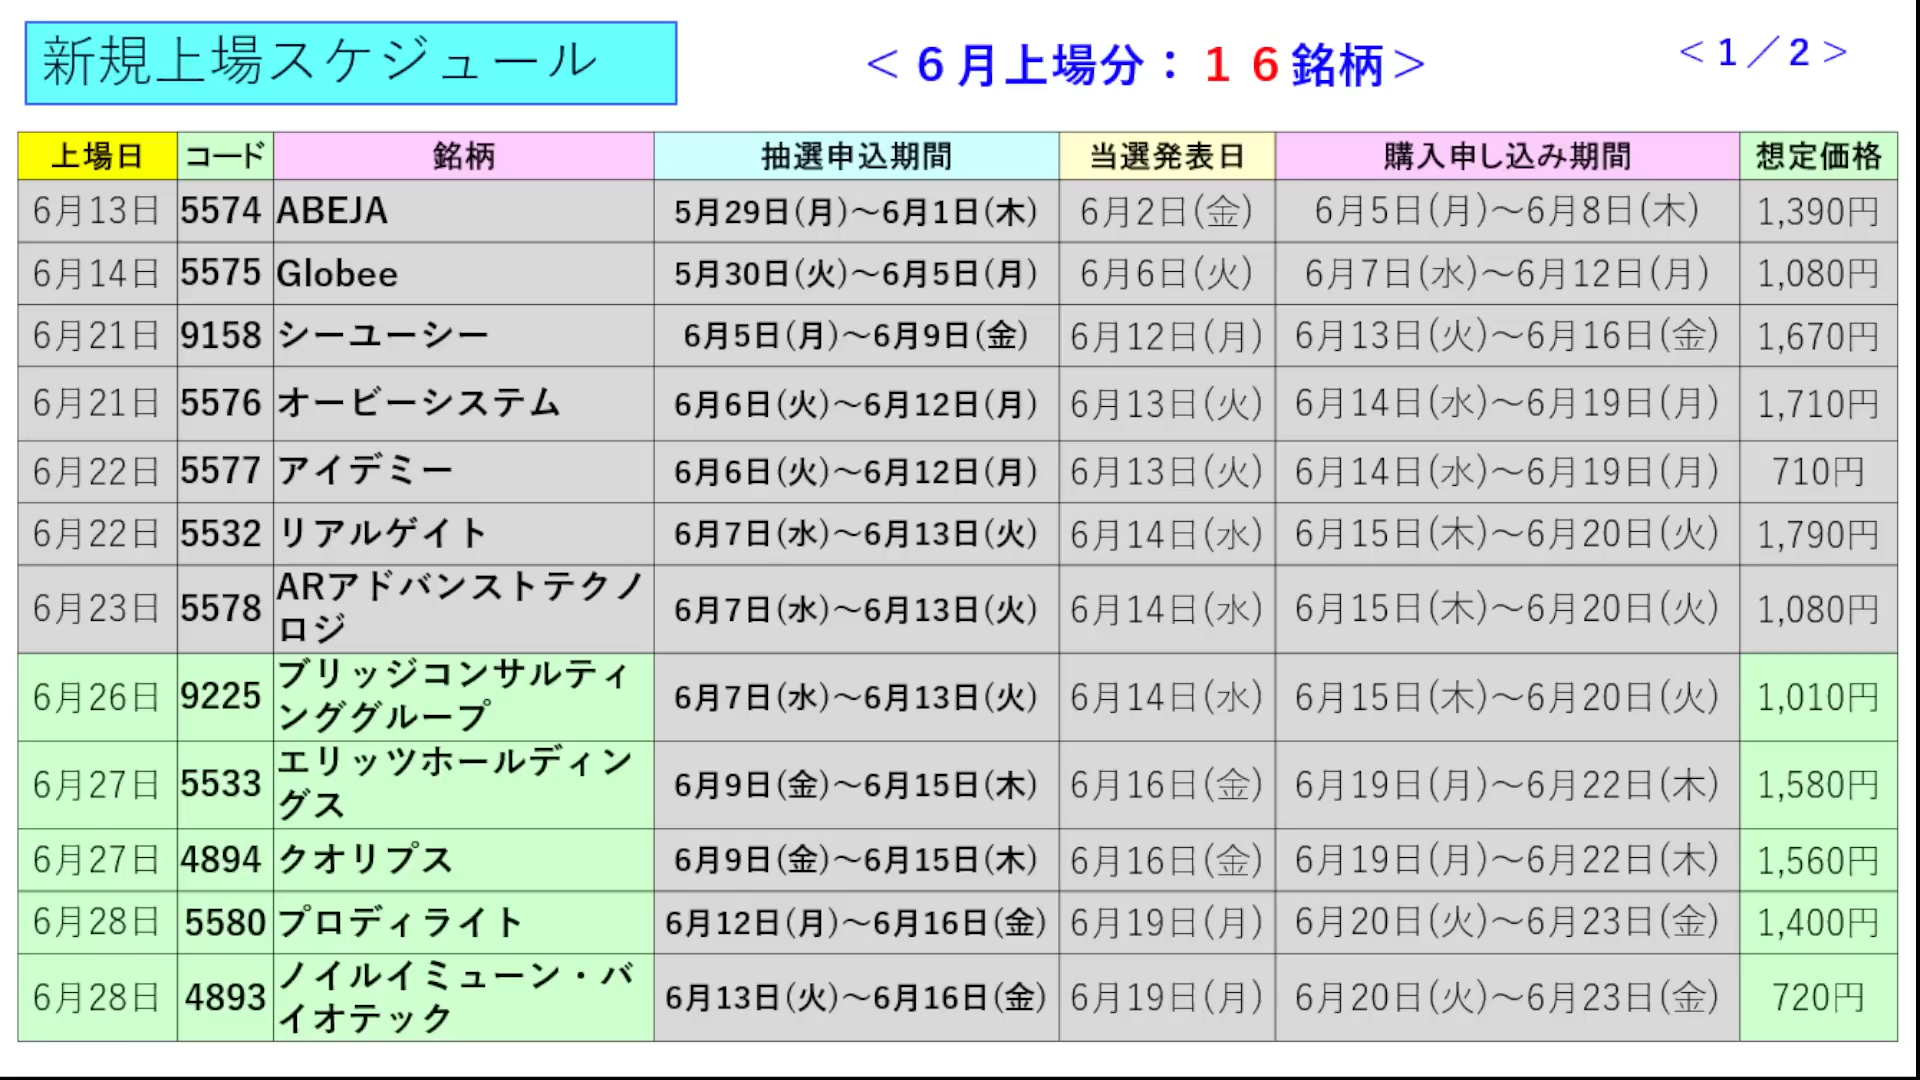 新規上場スケジュール
＜６月上場分：１６銘柄＞
＜１／２＞
上場日 コード 銘柄 抽選申込期間 当選発表日 購入申し込み期間 想定価格
6月13日 5574 ABEJA 5月29日(月)～6月1日(木) 6月2日(金) 6月5日(月)～6月8日(木) 1,390円
6月14日 5575 Globee 5月30日(火)～6月5日(月) 6月6日(火) 6月7日(水)～6月12日(月) 1,080円
6月21日 9158 シーユーシー 6月5日(月)～6月9日(金) 6月12日(月) 6月13日(火)～6月16日(金) 1,670円
6月21日 5576 オービーシステム 6月6日(火)～6月12日(月) 6月13日(火) 6月14日(水)～6月19日(月) 1,710円
6月22日 5577 アイデミー 6月6日(火)～6月12日(月) 6月13日(火) 6月14日(水)～6月19日(月) 710円
6月22日 5532 リアルゲイト 6月7日(水)～6月13日(火) 6月14日(水) 6月15日(木)～6月20日(火) 1,790円
6月23日 5578 ARアドバンストテクノ
ロジ 6月7日(水)～6月13日(火) 6月14日(水) 6月15日(木)～6月20日(火) 1,080円
6月26日 9225 ブリッジコンサルティ
ンググループ 6月7日(水)～6月13日(火) 6月14日(水) 6月15日(木)～6月20日(火) 1,010円
6月27日 5533 エリッツホールディン
グス 6月9日(金)～6月15日(木) 6月16日(金) 6月19日(月)～6月22日(木) 1,580円
6月27日 4894 クオリプス 6月9日(金)～6月15日(木) 6月16日(金) 6月19日(月)～6月22日(木) 1,560円
6月28日 5580 プロディライト 6月12日(月)～6月16日(金) 6月19日(月) 6月20日(火)～6月23日(金) 1,400円
6月28日 4893 ノイルイミューン・バ
イオテック 6月13日(火)～6月16日(金) 6月19日(月) 6月20日(火)～6月23日(金) 720円